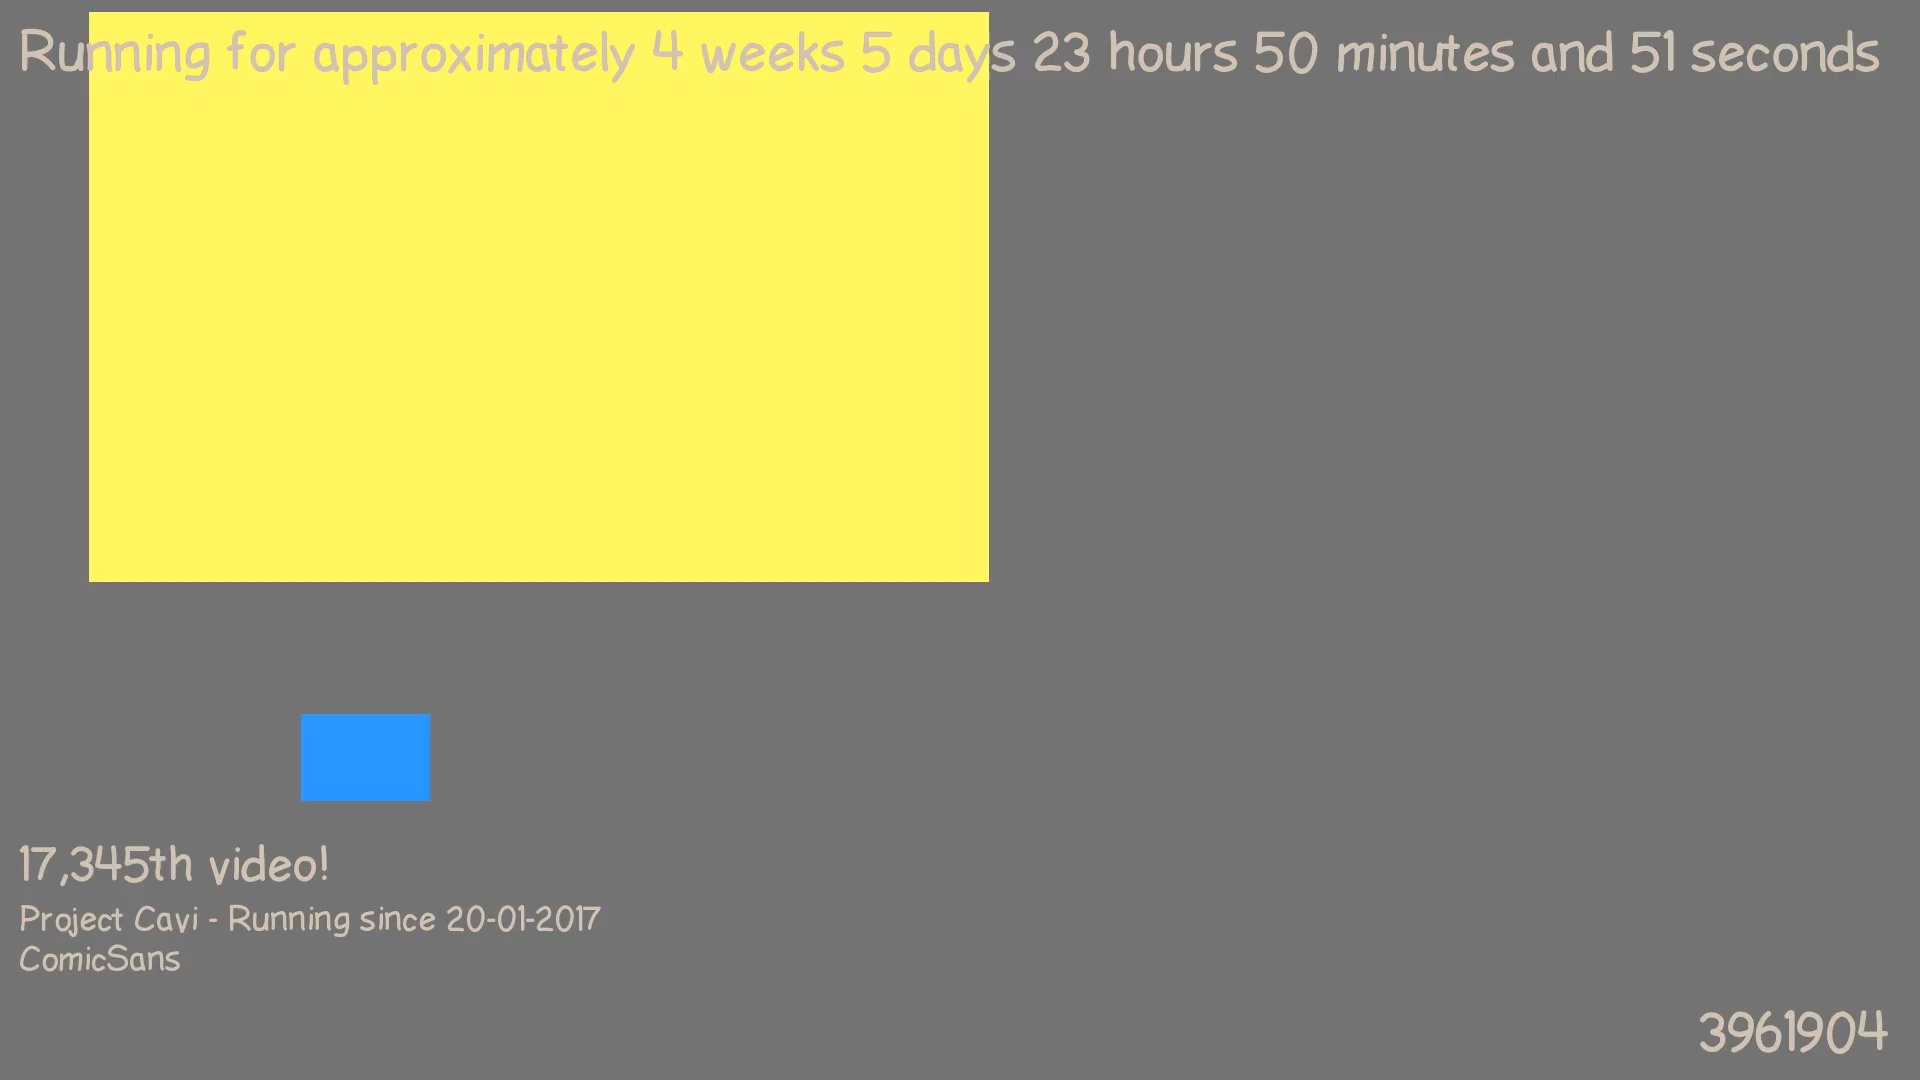 Running for approximately 4 weeks 5 days 23 hours 50 minutes and 51 seconds
17,345th video!
Project Cavi - Running since 20-01-2017
ComicSans
3961904